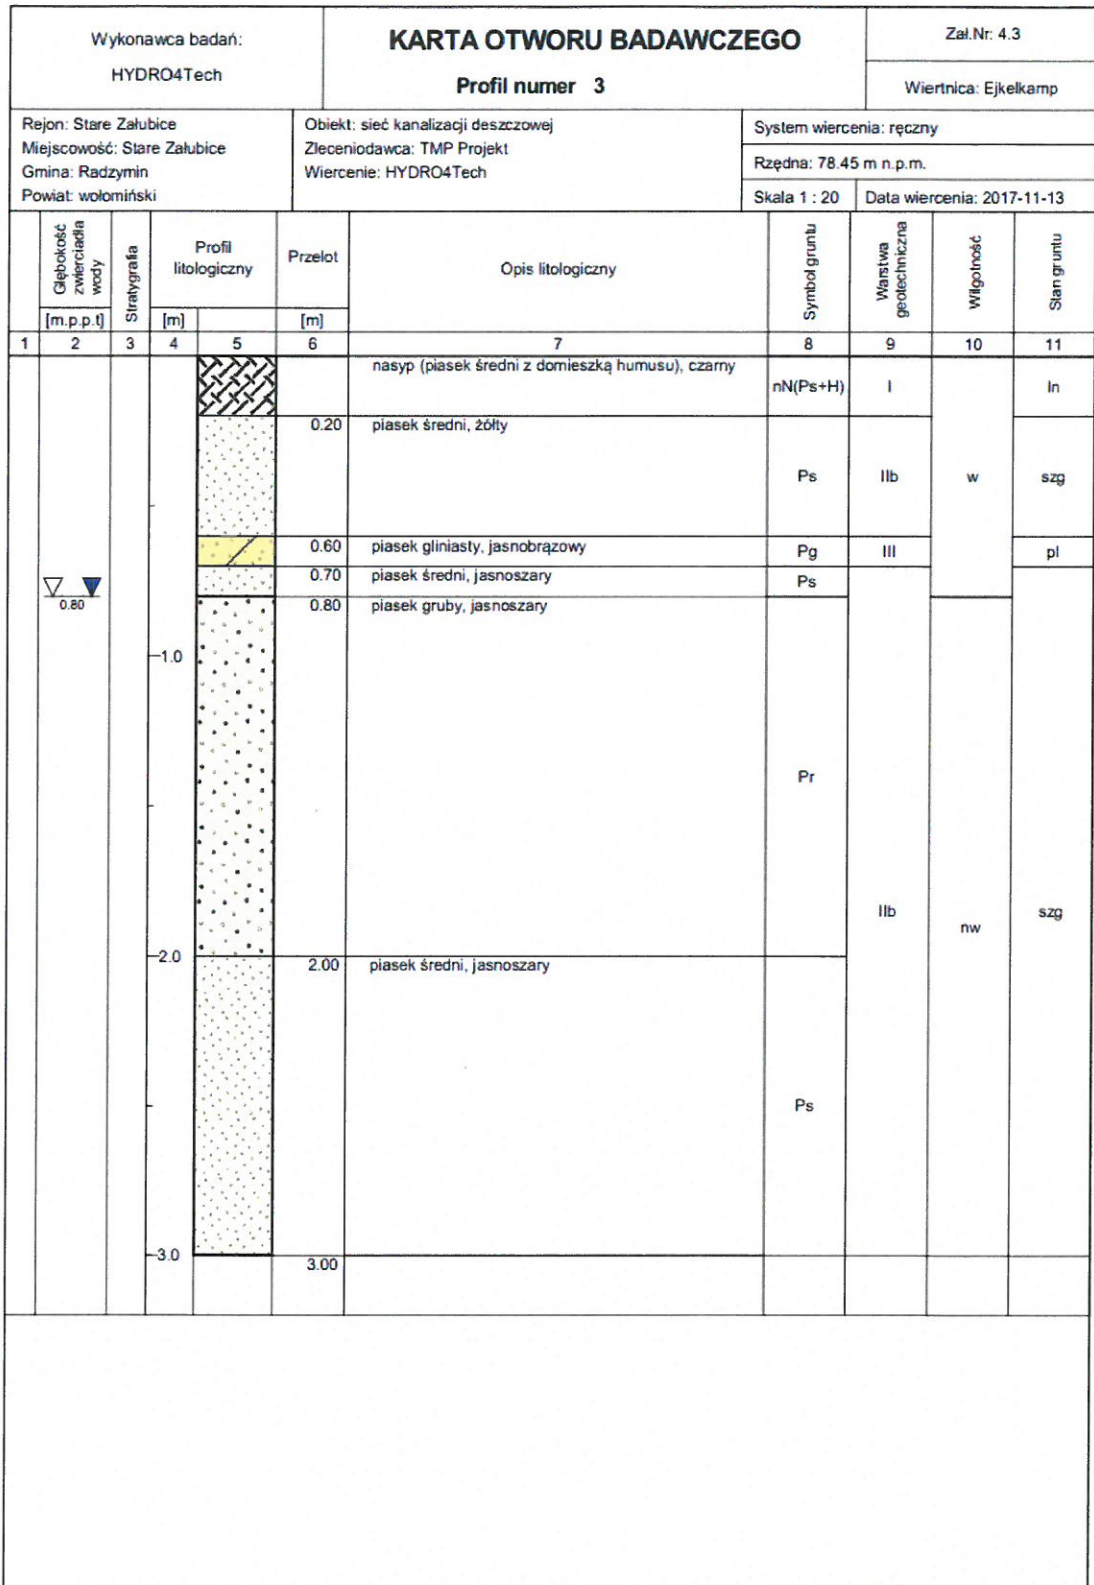 Wykonawca badań:
HYDRO4Tech
KARTA OTWORU BADAWCZEGO
Profil numer 3
Zał.Nr: 4.3
Wiertnica: Ejkelkamp
Rejon: Stare Załubice
Miejscowość: Stare Załubice
Gmina: Radzymin
Powiat: wołomiński
Obiekt: sieć kanalizacji deszczowej
Zleceniodawca: TMP Projekt
Wiercenie: HYDRO4Tech
System wiercenia: ręczny
Rzędna: 78.45 m n.p.m.
Skala 1 : 20
Data wiercenia: 2017-11-13
Głębokość
zwierciadła
wody
[m.p.p.t]
Stratygrafia
Profil
litologiczny
[m]
Przelot
[m]
Opis litologiczny
Symbol gruntu
Warstwa
geotechniczna
Wilgotność
Stan gruntu
1 2 3 4 5 6 7 8 9 10 11
nasyp (piasek średni z domieszką humusu), czarny
nN(Ps+H) I ln
0.20 piasek średni, żółty
Ps IIb w szg
0.60 piasek gliniasty, jasnobrązowy
Pg III pl
0.70 piasek średni, jasnoszary
Ps
0.80
0.80 piasek gruby, jasnoszary
1.0
Pr
IIb nw szg
2.0
2.00 piasek średni, jasnoszary
Ps
3.0
3.00